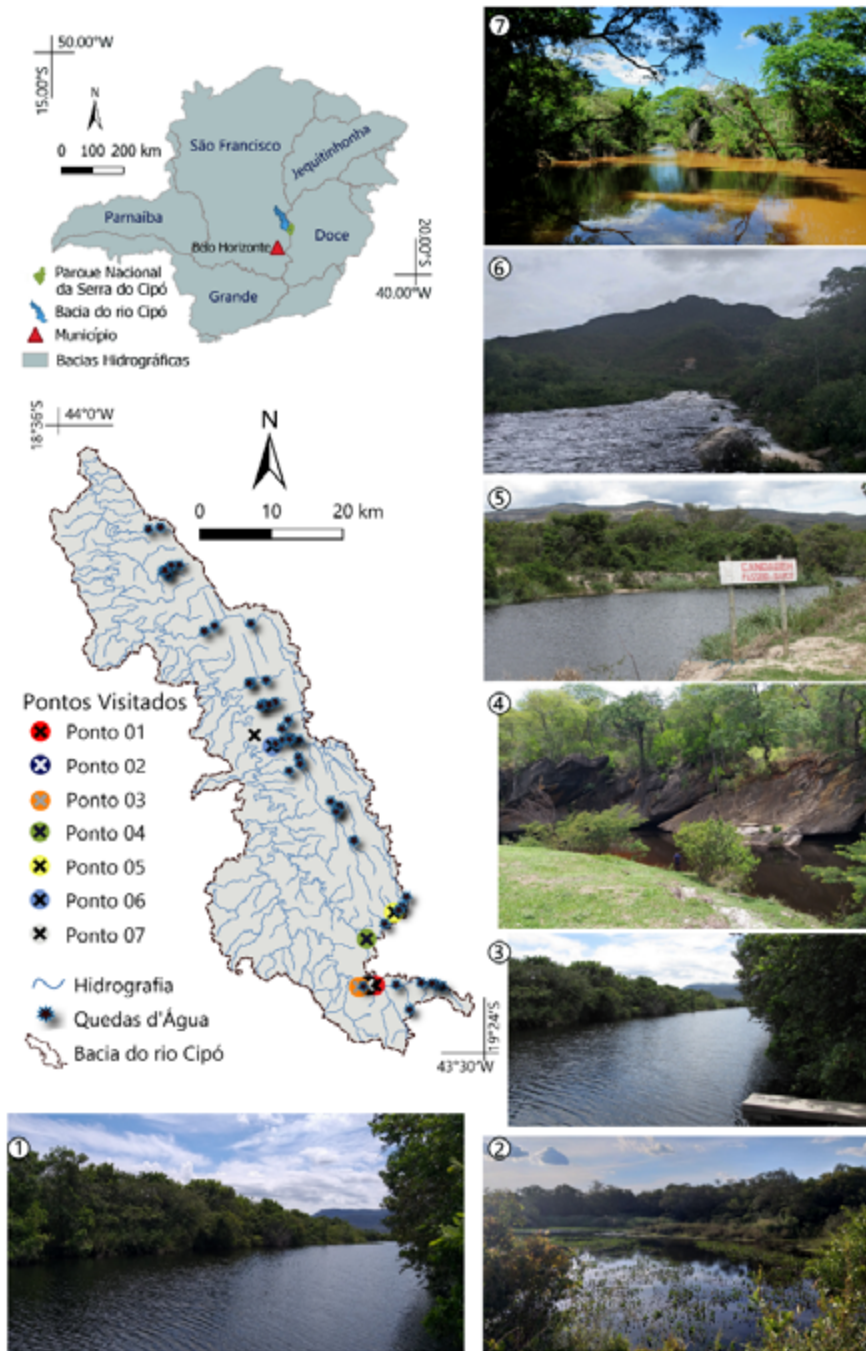 50.00°W
15.00°S
N
0 100 200 km
São Francisco
Jequitinhonha
Parnaíba
Belo Horizonte
Doce
Grande
20.00°S
40.00°W
Parque Nacional
da Serra do Cipó
Bacia do rio Cipó
Município
Bacias Hidrográficas
44°0'W
18°36'S
N
0 10 20 km
Pontos Visitados
Ponto 01
Ponto 02
Ponto 03
Ponto 04
Ponto 05
Ponto 06
Ponto 07
Hidrografia
Quedas d'Água
Bacia do rio Cipó
19°24'S
43°30'W
7
6
5
4
3
1
2